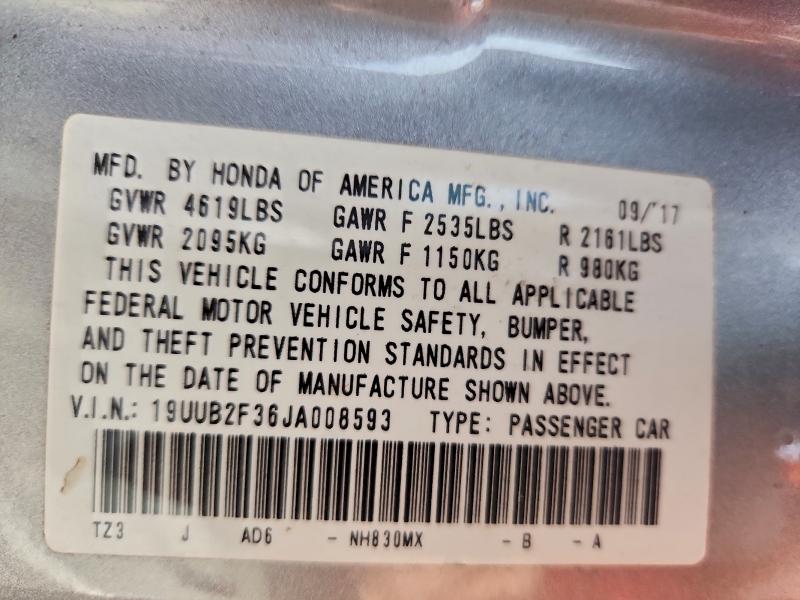 MFD. BY HONDA OF AMERICA MFG., INC. 09/'17
GVWR 4619LBS GAWR F 2535LBS R 2161LBS
GVWR 2095KG GAWR F 1150KG R 980KG
THIS VEHICLE CONFORMS TO ALL APPLICABLE
FEDERAL MOTOR VEHICLE SAFETY, BUMPER,
AND THEFT PREVENTION STANDARDS IN EFFECT
ON THE DATE OF MANUFACTURE SHOWN ABOVE.
V.I.N.: 19UUB2F36JA008593 TYPE: PASSENGER CAR
TZ3 J AD6 - NH830MX - B - A